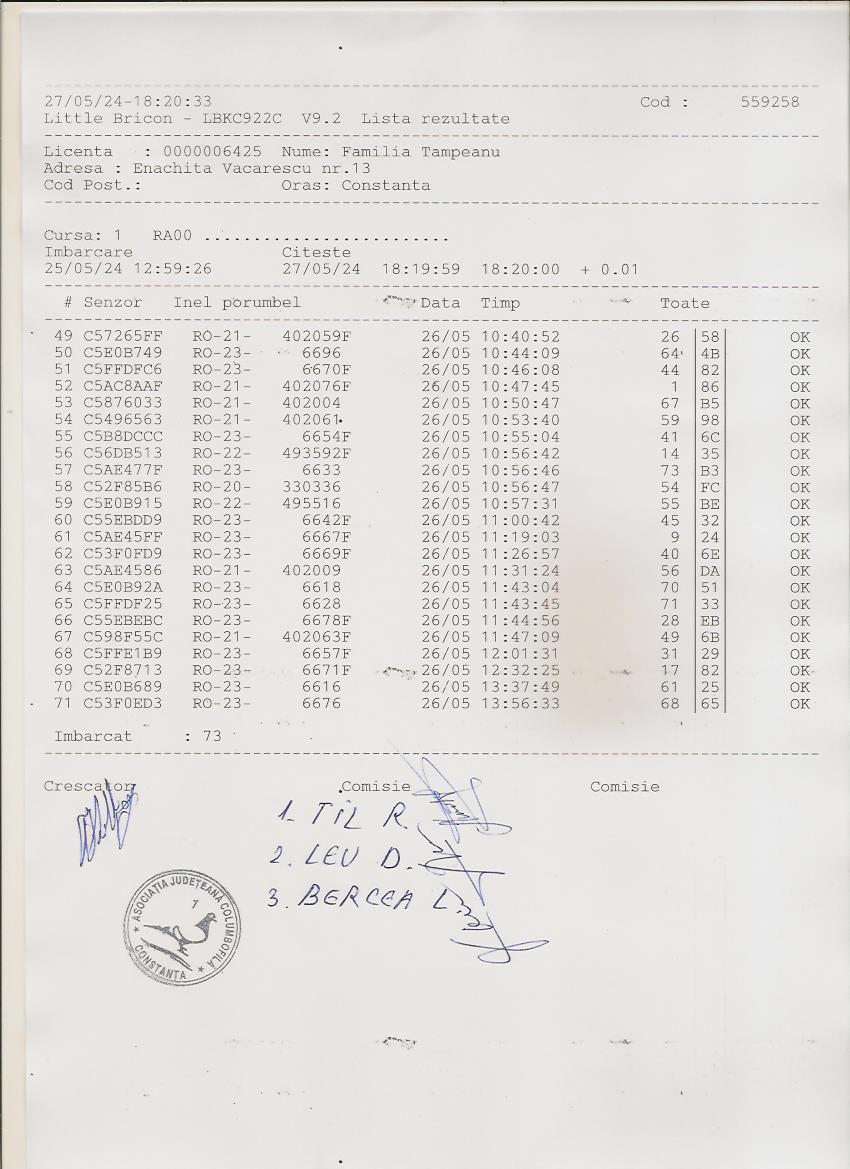 27/05/24-18:20:33 Cod : 559258
Little Bricon - LBKC922C V9.2 Lista rezultate
Licenta : 0000006425 Nume: Familia Tampeanu
Adresa : Enachita Vacarescu nr.13
Cod Post.: Oras: Constanta
Cursa: 1 RA00 .........................
Imbarcare Citeste
25/05/24 12:59:26 27/05/24 18:19:59 18:20:00 + 0.01
# Senzor Inel porumbel Data Timp Toate
49 C57265FF RO-21- 402059F 26/05 10:40:52 26 58 OK
50 C5E0B749 RO-23- 6696 26/05 10:44:09 64 4B OK
51 C5FFDFC6 RO-23- 6670F 26/05 10:46:08 44 82 OK
52 C5AC8AAF RO-21- 402076F 26/05 10:47:45 1 86 OK
53 C5876033 RO-21- 402004 26/05 10:50:47 67 B5 OK
54 C5496563 RO-21- 402061 26/05 10:53:40 59 98 OK
55 C5B8DCCC RO-23- 6654F 26/05 10:55:04 41 6C OK
56 C56DB513 RO-22- 493592F 26/05 10:56:42 14 35 OK
57 C5AE477F RO-23- 6633 26/05 10:56:46 73 B3 OK
58 C52F85B6 RO-20- 330336 26/05 10:56:47 54 FC OK
59 C5E0B915 RO-22- 495516 26/05 10:57:31 55 BE OK
60 C55EBDD9 RO-23- 6642F 26/05 11:00:42 45 32 OK
61 C5AE45FF RO-23- 6667F 26/05 11:19:03 9 24 OK
62 C53F0FD9 RO-23- 6669F 26/05 11:26:57 40 6E OK
63 C5AE4586 RO-21- 402009 26/05 11:31:24 56 DA OK
64 C5E0B92A RO-23- 6618 26/05 11:43:04 70 51 OK
65 C5FFDF25 RO-23- 6628 26/05 11:43:45 71 33 OK
66 C55EBEBC RO-23- 6678F 26/05 11:44:56 28 EB OK
67 C598F55C RO-21- 402063F 26/05 11:47:09 49 6B OK
68 C5FFE1B9 RO-23- 6657F 26/05 12:01:31 31 29 OK
69 C52F8713 RO-23- 6671F 26/05 12:32:25 17 82 OK
70 C5E0B689 RO-23- 6616 26/05 13:37:49 61 25 OK
71 C53F0ED3 RO-23- 6676 26/05 13:56:33 68 65 OK
Imbarcat : 73
Crescator Comisie Comisie
1. TIL R.
2. LEU D.
3. BERCEA L.
ASOCIAȚIA JUDEȚEANA COLUMBOFILĂ
1
CONSTANTA